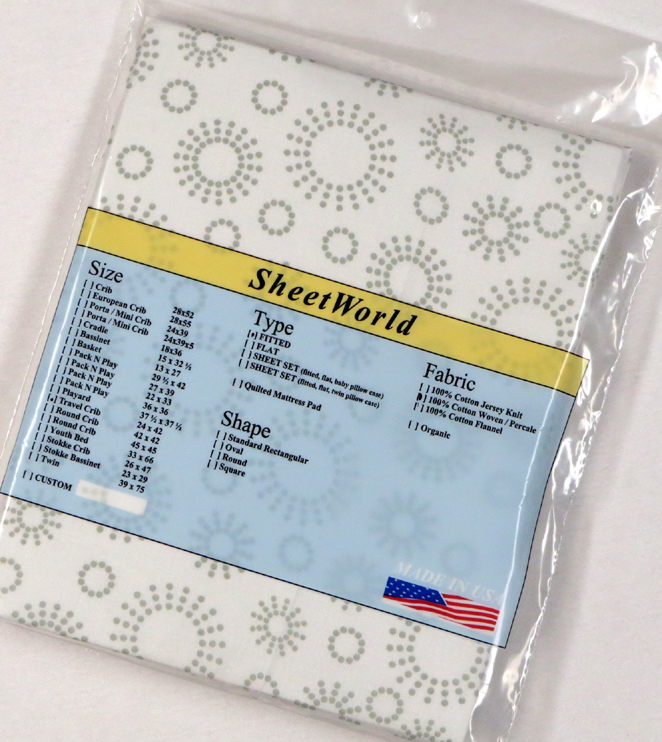 SheetWorld
Size
[ ] Crib 28x52
[ ] European Crib 28x55
[ ] Porta / Mini Crib 24x39
[ ] Porta / Mini Crib 24x39x5
[ ] Cradle 18x36
[ ] Bassinet 15 x 32 ½
[ ] Basket 13 x 27
[ ] Pack N Play 29 ½ x 42
[ ] Pack N Play 27 x 39
[ ] Pack N Play 22 x 33
[ ] Pack N Play 36 x 36
[ ] Playard 37 ½ x 37 ½
[•] Travel Crib 24 x 42
[ ] Round Crib 42 x 42
[ ] Round Crib 45 x 45
[ ] Youth Bed 33 x 66
[ ] Stokke Crib 26 x 47
[ ] Stokke Bassinet 23 x 29
[ ] Twin 39 x 75
[ ] CUSTOM
Type
[•] FITTED
[ ] FLAT
[ ] SHEET SET (fitted, flat, baby pillow case)
[ ] SHEET SET (fitted, flat, twin pillow case)
[ ] Quilted Mattress Pad
Shape
[ ] Standard Rectangular
[ ] Oval
[ ] Round
[ ] Square
Fabric
[ ] 100% Cotton Jersey Knit
[•] 100% Cotton Woven / Percale
[ ] 100% Cotton Flannel
[ ] Organic
MADE IN USA